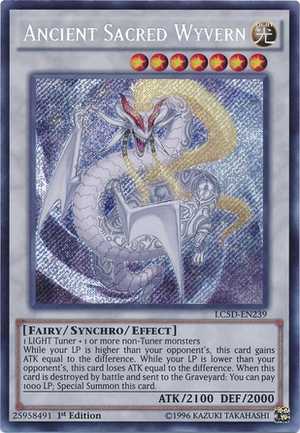 ANCIENT SACRED WYVERN
光
LC5D-EN239
[FAIRY/SYNCHRO/EFFECT]
1 LIGHT Tuner + 1 or more non-Tuner monsters
While your LP is higher than your opponent's, this card gains
ATK equal to the difference. While your LP is lower than your
opponent's, this card loses ATK equal to the difference. When this
card is destroyed by battle and sent to the Graveyard: You can pay
1000 LP; Special Summon this card.
ATK/2100 DEF/2000
25958491 1st Edition ©1996 KAZUKI TAKAHASHI